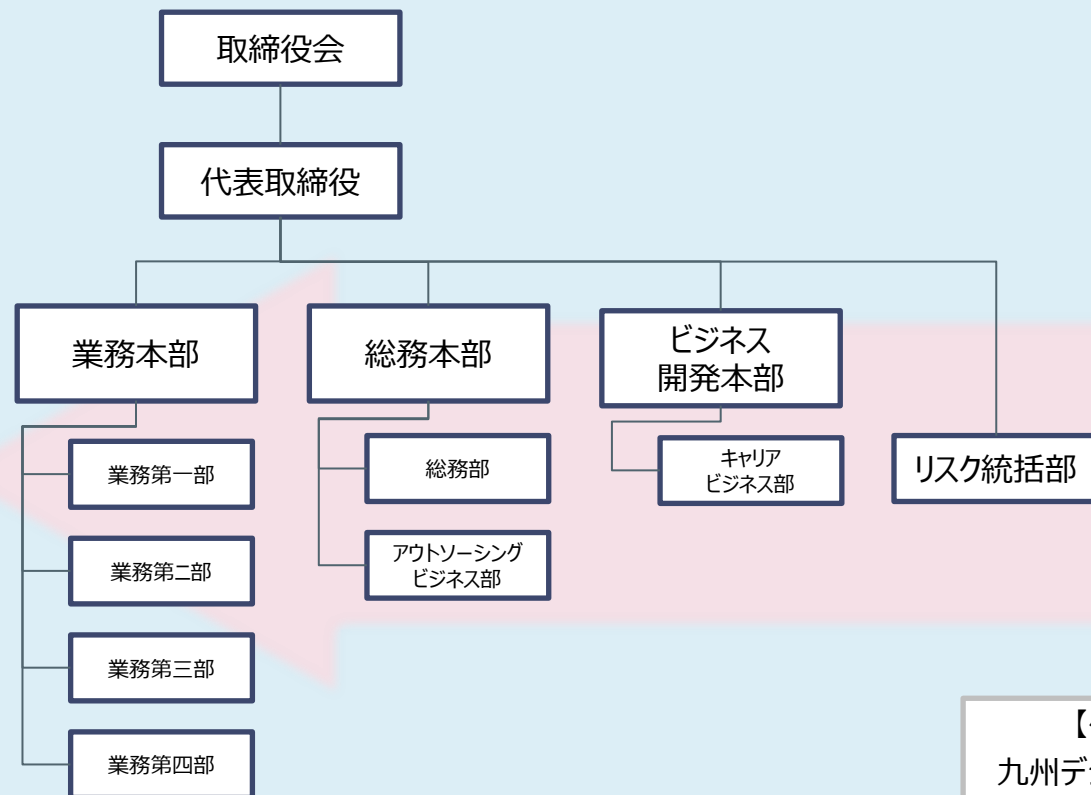 取締役会
代表取締役
業務本部
総務本部
ビジネス
開発本部
リスク統括部
業務第一部
業務第二部
業務第三部
業務第四部
総務部
アウトソーシング
ビジネス部
キャリア
ビジネス部
【
九州デ